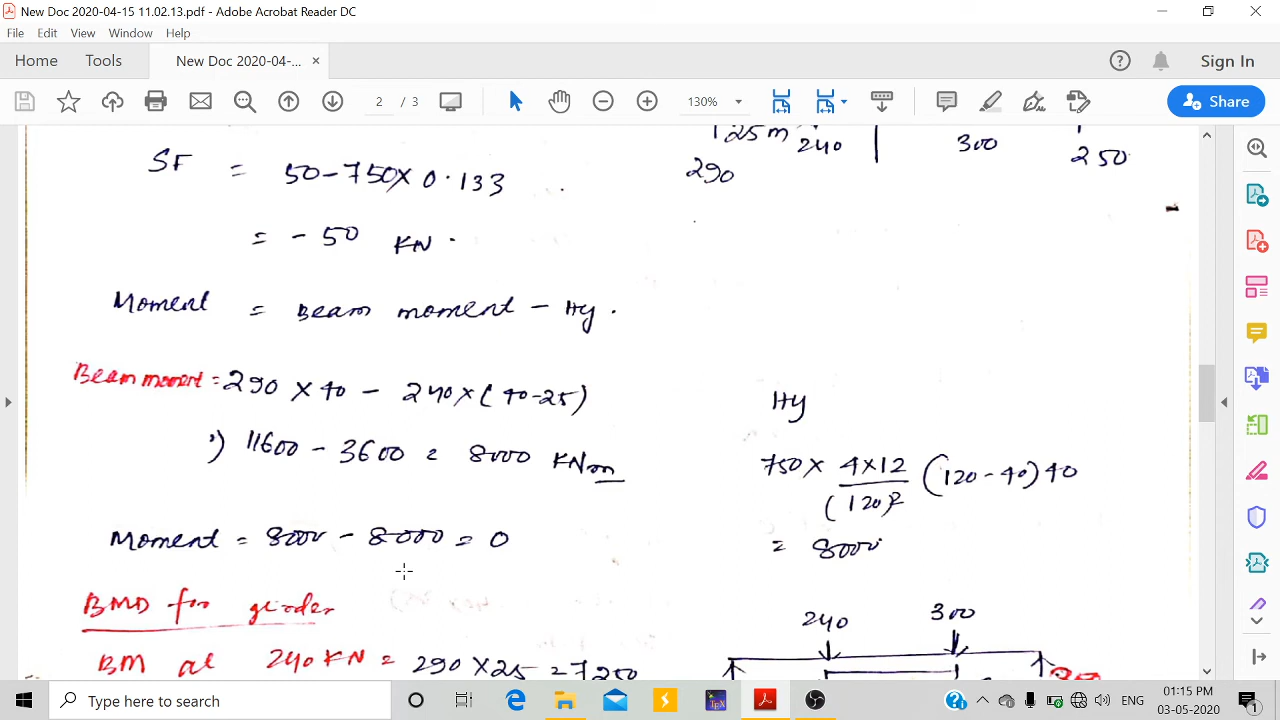 New Doc 2020-04-15 11.02.13.pdf - Adobe Acrobat Reader DC
File Edit View Window Help
Home Tools New Doc 2020-04-... × Sign In
2 / 3 130% Share
125m 240 300 250
290
SF = 50-750×0.133
= -50 KN.
Moment = Beam moment - Hy.
Beam moment = 290 × 40 - 240×(40-25)
11600 - 3600 = 8000 KNm
Hy
750× 4×12 (120-40)40
(120)²
= 8000
Moment = 8000 - 8000 = 0
BMD for girder
240 300
BM at 240 KN = 290 ×25 = 7250
Type here to search
ENG 01:15 PM
03-05-2020